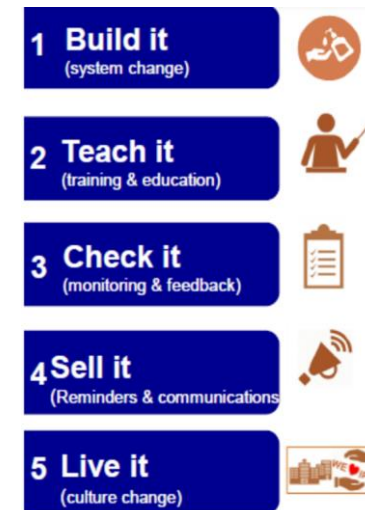 1 Build it
(system change)
2 Teach it
(training & education)
3 Check it
(monitoring & feedback)
4 Sell it
(Reminders & communications
5 Live it
(culture change)
WE